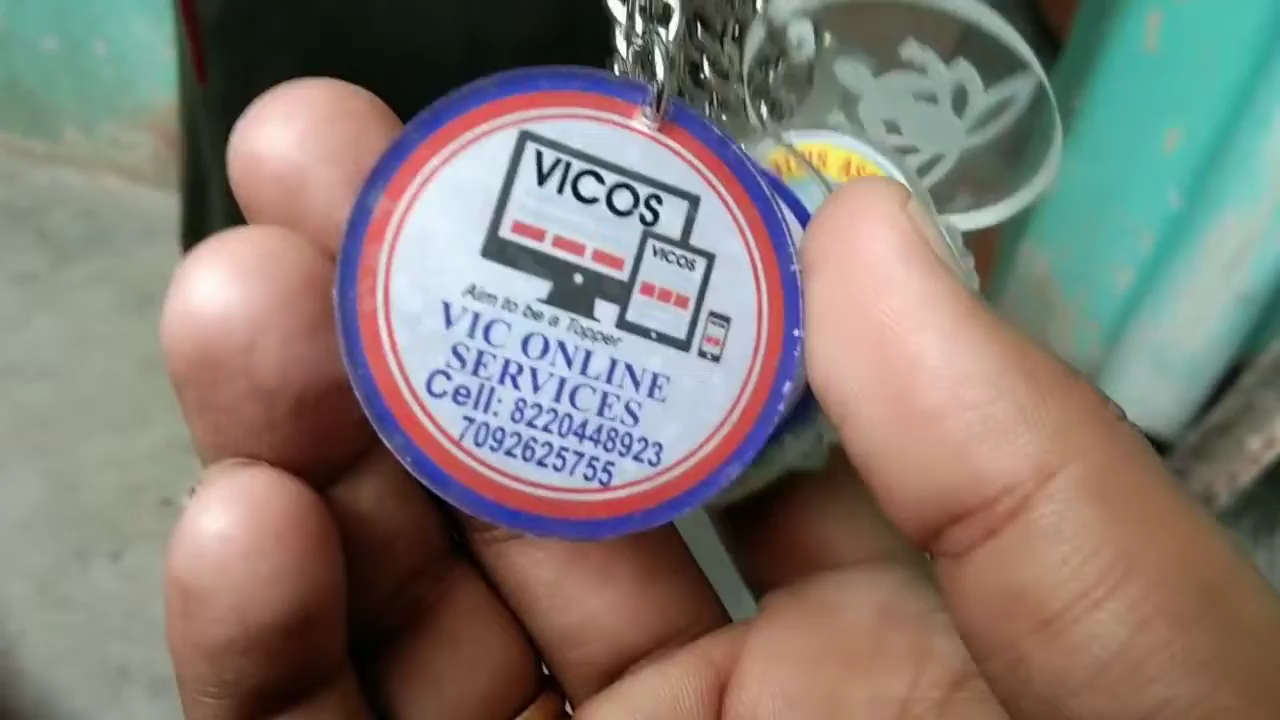 VICOS
VICOS
Aim to be a Topper
VIC ONLINE
SERVICES
Cell: 8220448923
7092625755